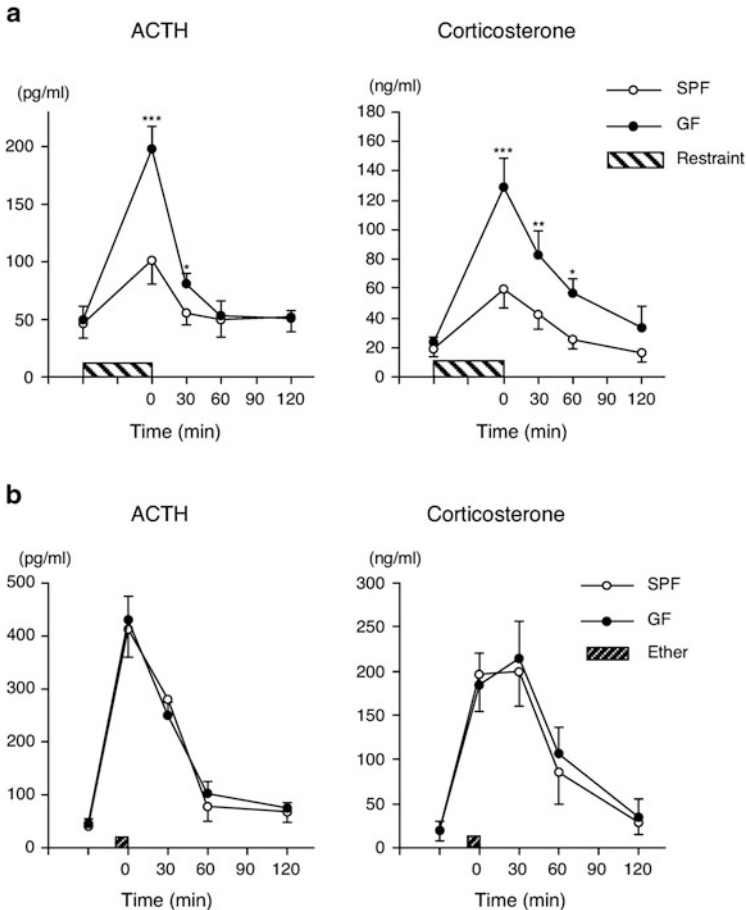 a
ACTH
Corticosterone
(pg/ml)
200
150
100
50
0
***
*
0 30 60 90 120
Time (min)
(ng/ml)
180
160
140
120
100
80
60
40
20
0
***
**
*
0 30 60 90 120
Time (min)
SPF
GF
Restraint
b
ACTH
Corticosterone
(pg/ml)
500
400
300
200
100
0
0 30 60 90 120
Time (min)
(ng/ml)
300
250
200
150
100
50
0
0 30 60 90 120
Time (min)
SPF
GF
Ether